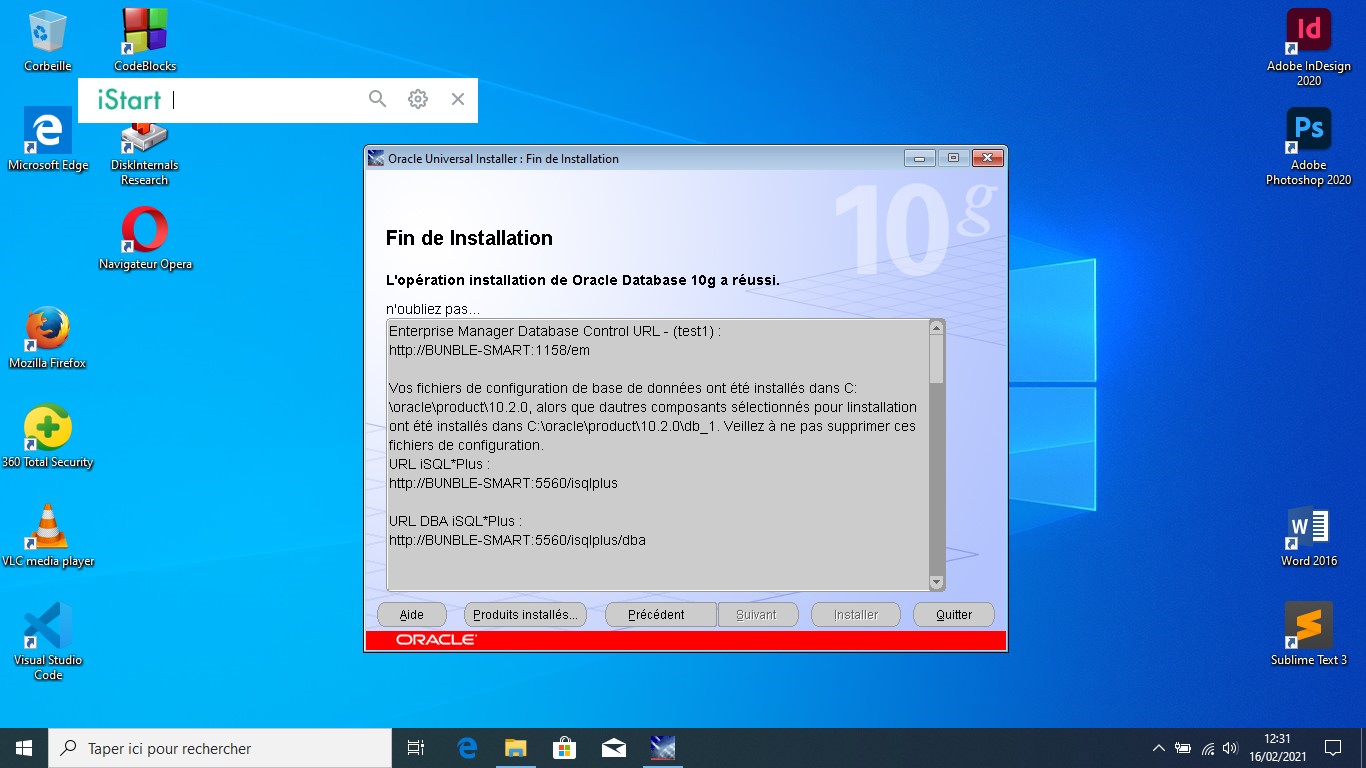 Corbeille
CodeBlocks
iStart
Microsoft Edge
DiskInternals
Research
Navigateur Opera
Mozilla Firefox
360 Total Security
VLC media player
Visual Studio
Code
Id
Adobe InDesign
2020
Ps
Adobe
Photoshop 2020
W
Word 2016
Sublime Text 3
Oracle Universal Installer : Fin de Installation
10g
Fin de Installation
L'opération installation de Oracle Database 10g a réussi.
n'oubliez pas...
Enterprise Manager Database Control URL - (test1) :
http://BUNBLE-SMART:1158/em
Vos fichiers de configuration de base de données ont été installés dans C:
\oracle\product\10.2.0, alors que dautres composants sélectionnés pour linstallation
ont été installés dans C:\oracle\product\10.2.0\db_1. Veillez à ne pas supprimer ces
fichiers de configuration.
URL iSQL*Plus :
http://BUNBLE-SMART:5560/isqlplus
URL DBA iSQL*Plus :
http://BUNBLE-SMART:5560/isqlplus/dba
Aide
Produits installés...
Précédent
Suivant
Installer
Quitter
ORACLE
Taper ici pour rechercher
12:31
16/02/2021